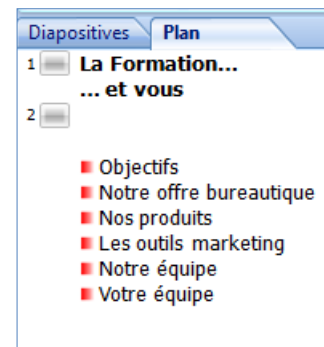 Diapositives Plan
1 La Formation...
... et vous
2
Objectifs
Notre offre bureautique
Nos produits
Les outils marketing
Notre équipe
Votre équipe